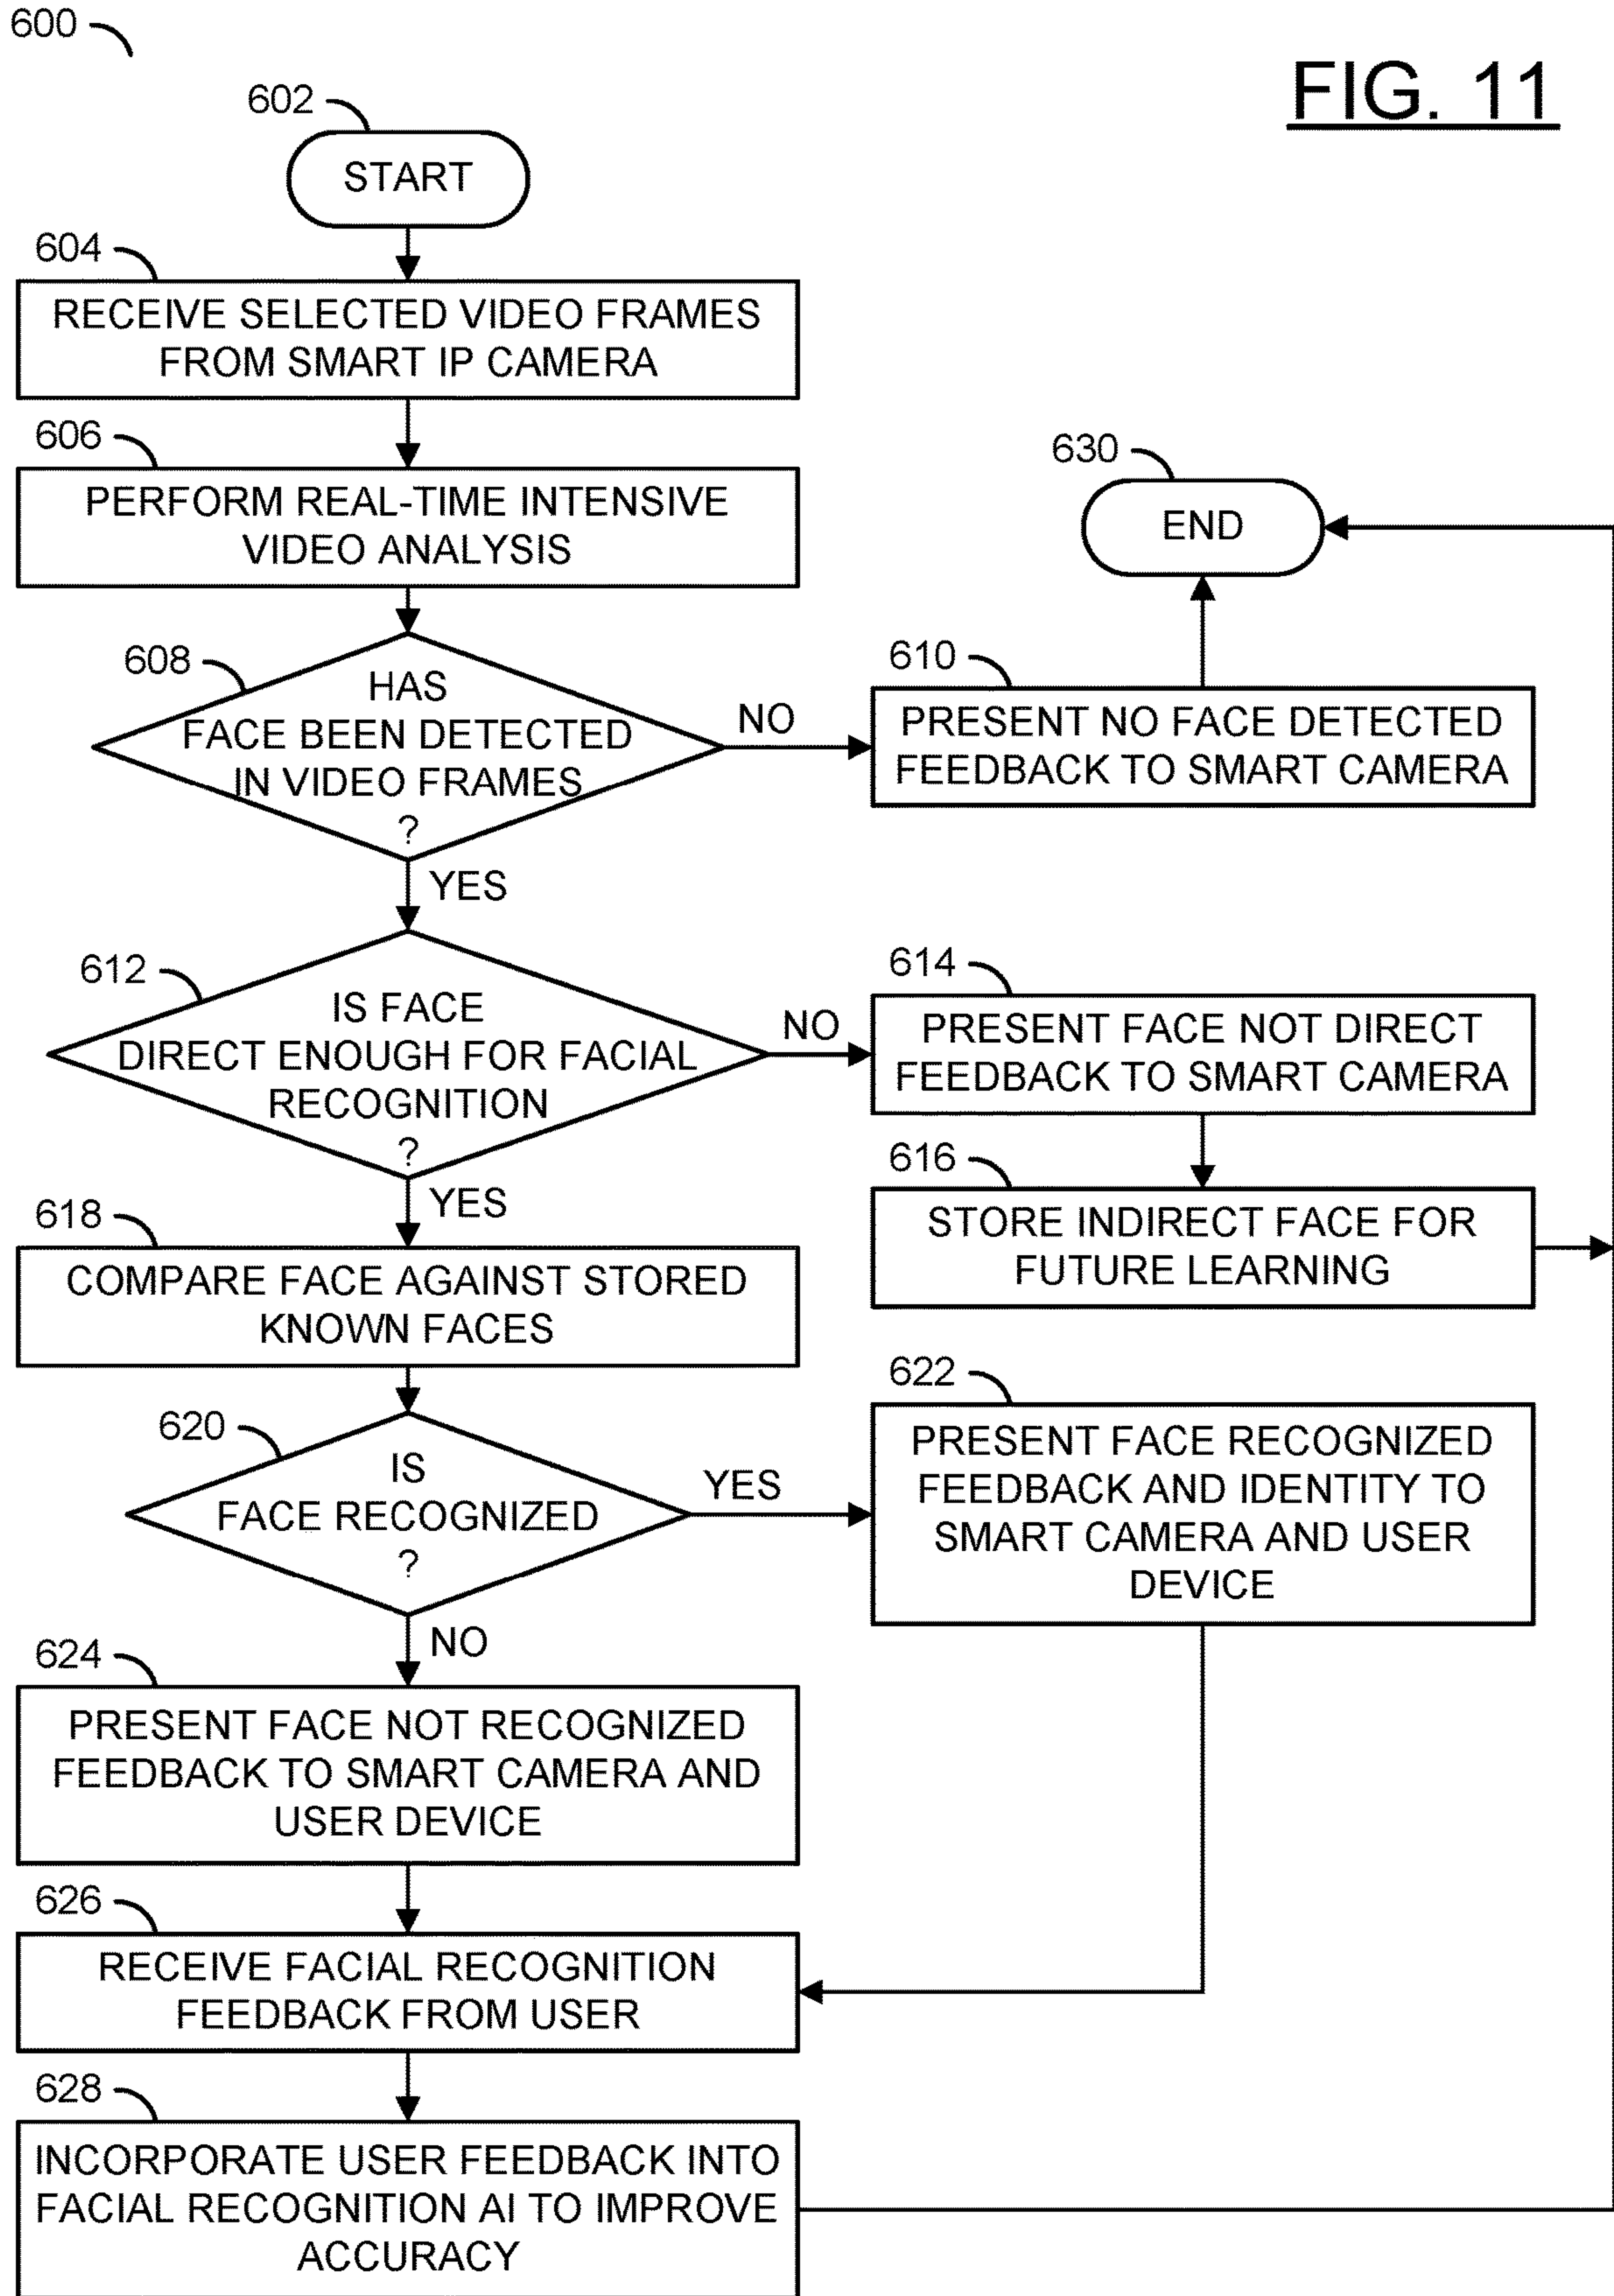 600
FIG. 11
602
START
604
RECEIVE SELECTED VIDEO FRAMES
FROM SMART IP CAMERA
606
PERFORM REAL-TIME INTENSIVE
VIDEO ANALYSIS
630
END
608
HAS
FACE BEEN DETECTED
IN VIDEO FRAMES
?
NO
610
PRESENT NO FACE DETECTED
FEEDBACK TO SMART CAMERA
YES
612
IS FACE
DIRECT ENOUGH FOR FACIAL
RECOGNITION
?
NO
614
PRESENT FACE NOT DIRECT
FEEDBACK TO SMART CAMERA
616
STORE INDIRECT FACE FOR
FUTURE LEARNING
YES
618
COMPARE FACE AGAINST STORED
KNOWN FACES
620
IS
FACE RECOGNIZED
?
YES
622
PRESENT FACE RECOGNIZED
FEEDBACK AND IDENTITY TO
SMART CAMERA AND USER
DEVICE
NO
624
PRESENT FACE NOT RECOGNIZED
FEEDBACK TO SMART CAMERA AND
USER DEVICE
626
RECEIVE FACIAL RECOGNITION
FEEDBACK FROM USER
628
INCORPORATE USER FEEDBACK INTO
FACIAL RECOGNITION AI TO IMPROVE
ACCURACY